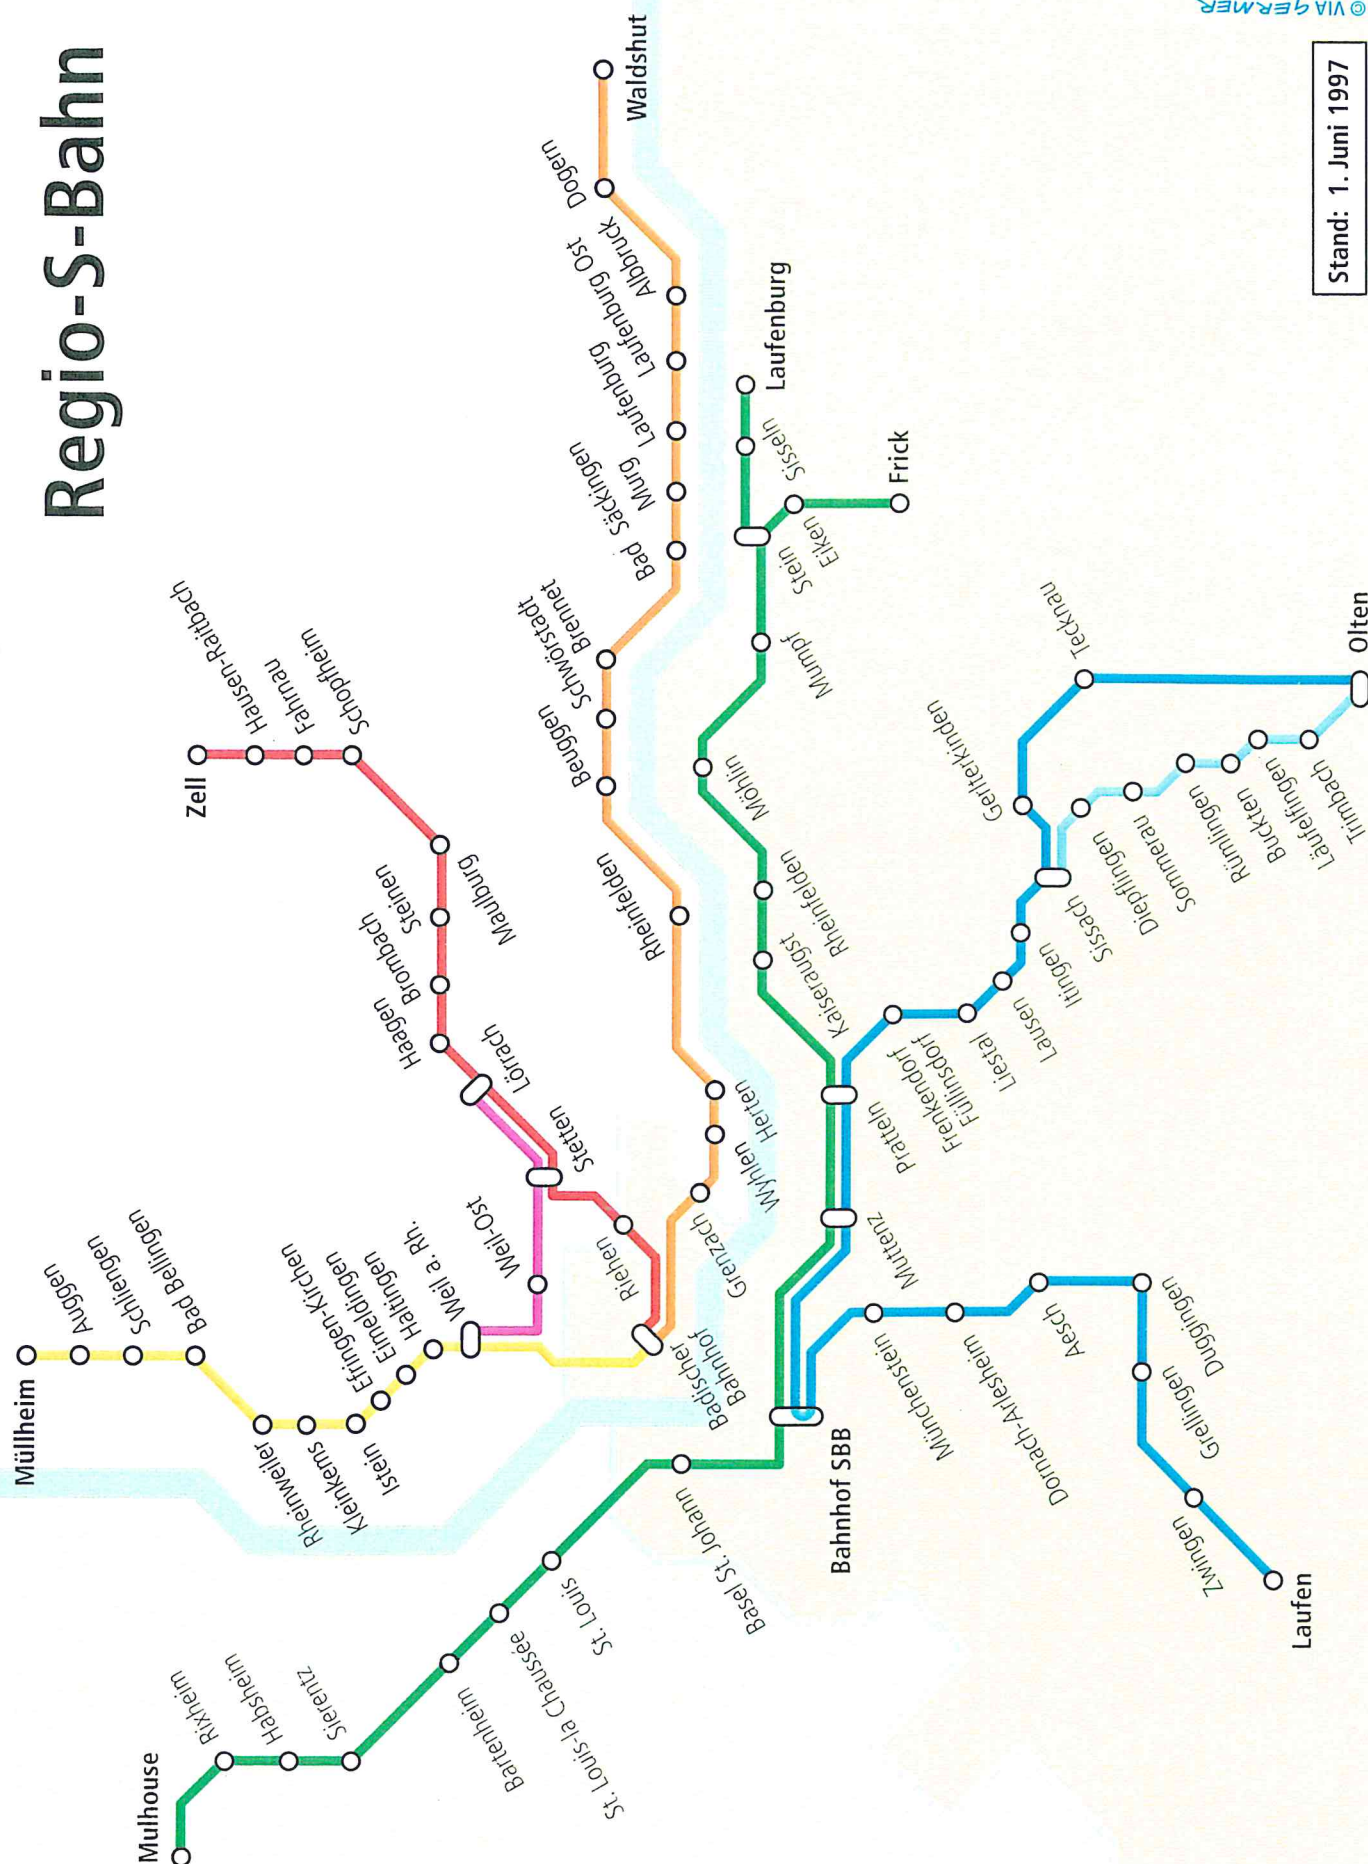 Regio-S-Bahn
© VIA GERMER
Stand: 1. Juni 1997
Mulhouse
Rixheim
Habsheim
Sierentz
Bartenheim
St. Louis-la Chaussée
St. Louis
Basel St. Johann
Bahnhof SBB
Müllheim
Auggen
Schliengen
Bad Bellingen
Rheinweiler
Kleinkems
Istein
Efringen-Kirchen
Eimeldingen
Haltingen
Weil a. Rh.
Weil-Ost
Badischer
Bahnhof
Riehen
Stetten
Lörrach
Haagen
Brombach
Steinen
Maulburg
Schopfheim
Fahrnau
Hausen-Raitbach
Zell
Grenzach
Wyhlen
Herten
Rheinfelden
Beuggen
Schwörstadt
Brennet
Bad Säckingen
Murg
Laufenburg
Laufenburg Ost
Albbruck
Dogern
Waldshut
Muttenz
Pratteln
Kaiseraugst
Rheinfelden
Möhlin
Mumpf
Stein
Eiken
Sisseln
Laufenburg
Frick
Frenkendorf
Füllinsdorf
Liestal
Lausen
Itingen
Sissach
Gerlterkinden
Tecknau
Diepflingen
Sommerau
Rümlingen
Buckten
Läufelfingen
Trimbach
Olten
Münchenstein
Dornach-Arlesheim
Aesch
Duggingen
Grellingen
Zwingen
Laufen